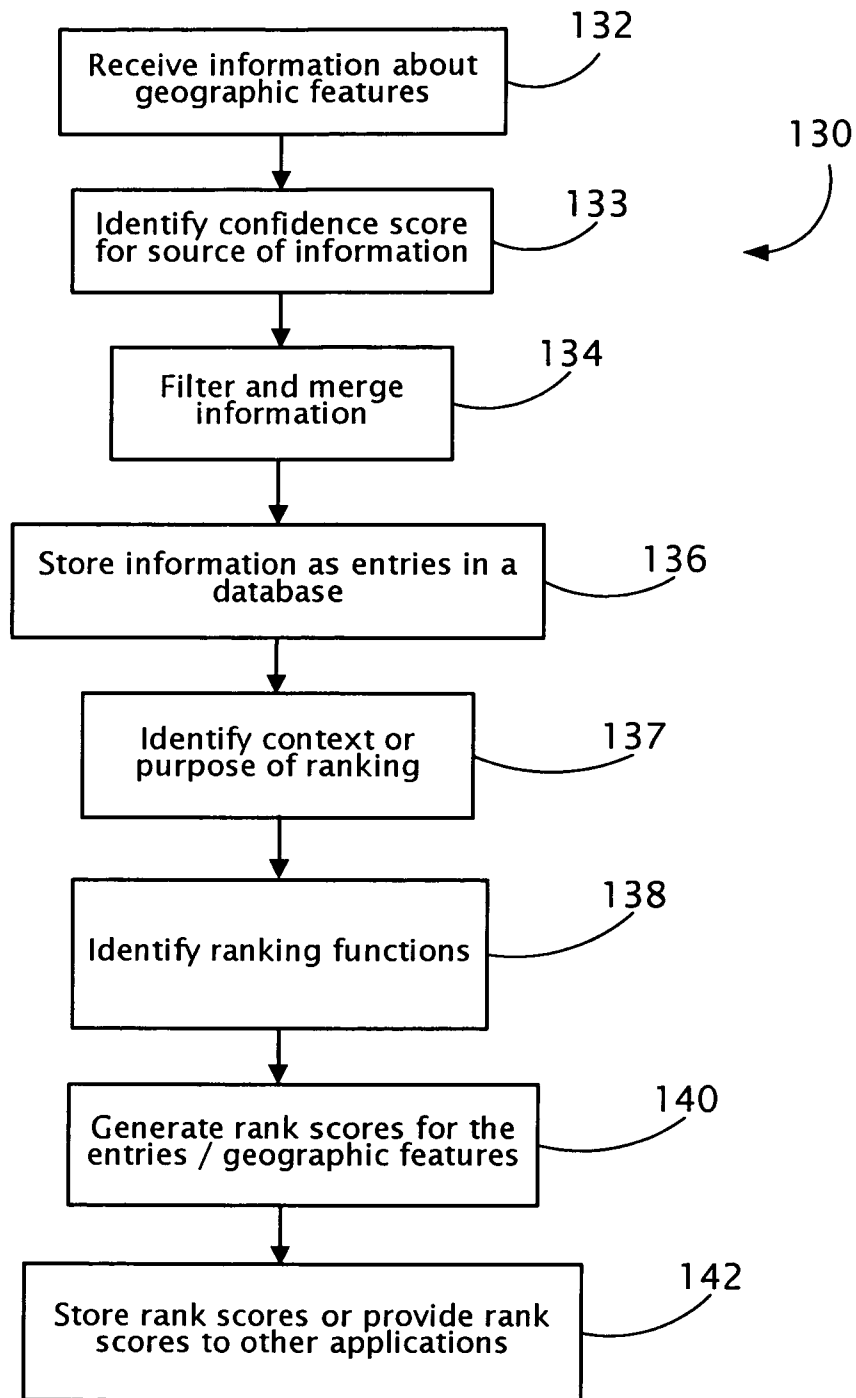 132
Receive information about
geographic features
130
133
Identify confidence score
for source of information
134
Filter and merge
information
136
Store information as entries in a
database
137
Identify context or
purpose of ranking
138
Identify ranking functions
140
Generate rank scores for the
entries / geographic features
142
Store rank scores or provide rank
scores to other applications